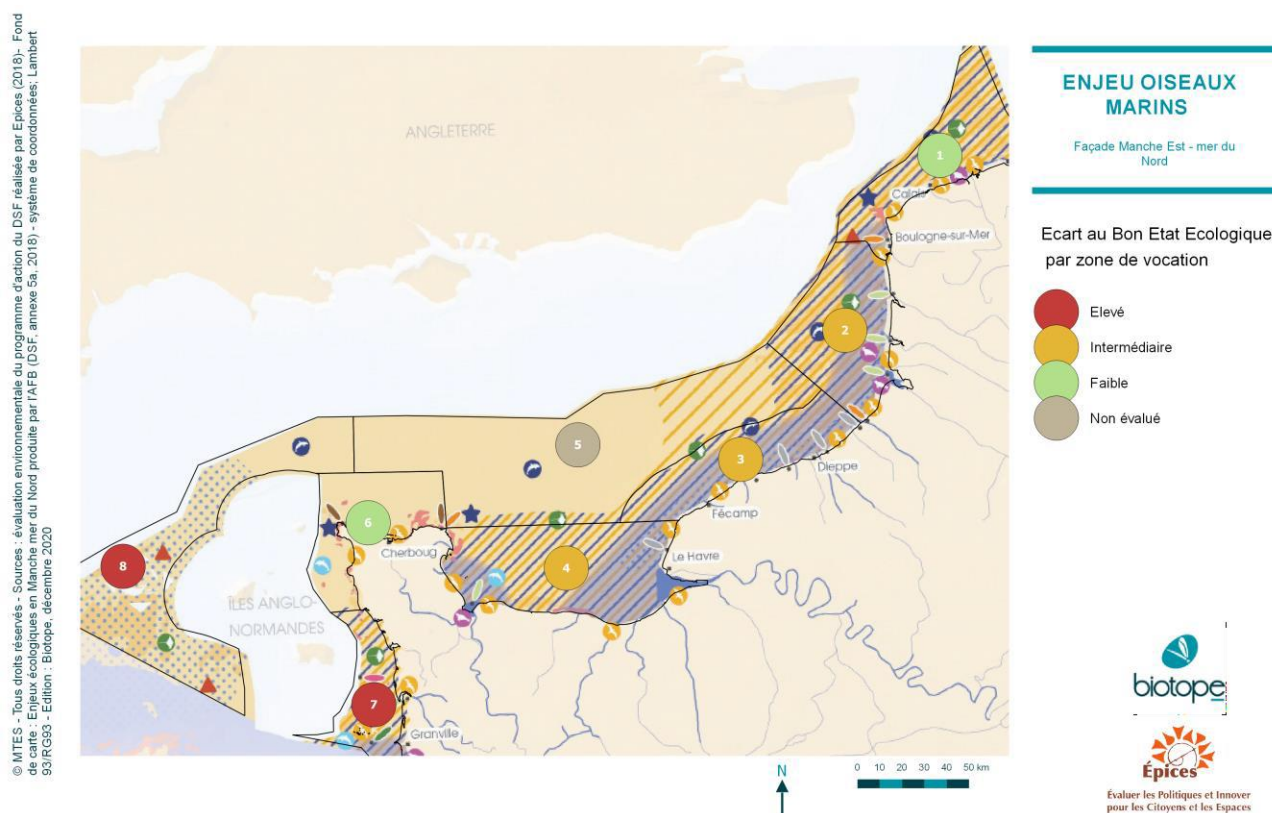 © MTES - Tous droits réservés - Sources : évaluation environnementale du programme d'action du DSF réalisée par Epices (2018)- Fond
de carte : Enjeux écologiques en Manche mer du Nord produite par l'AFB (DSF, annexe 5a, 2018) - système de coordonnées; Lambert
93/RG93 - Edition : Biotope, décembre 2020
ANGLETERRE
1
Calais
Boulogne-sur-Mer
2
5
3
Dieppe
Fécamp
6
Cherboug
Le Havre
4
8
ÎLES ANGLO-
NORMANDES
7
Granville
N
0 10 20 30 40 50 km
ENJEU OISEAUX
MARINS
Façade Manche Est - mer du
Nord
Ecart au Bon Etat Ecologique
par zone de vocation
Elevé
Intermédiaire
Faible
Non évalué
biotope
Épices
Évaluer les Politiques et Innover
pour les Citoyens et les Espaces